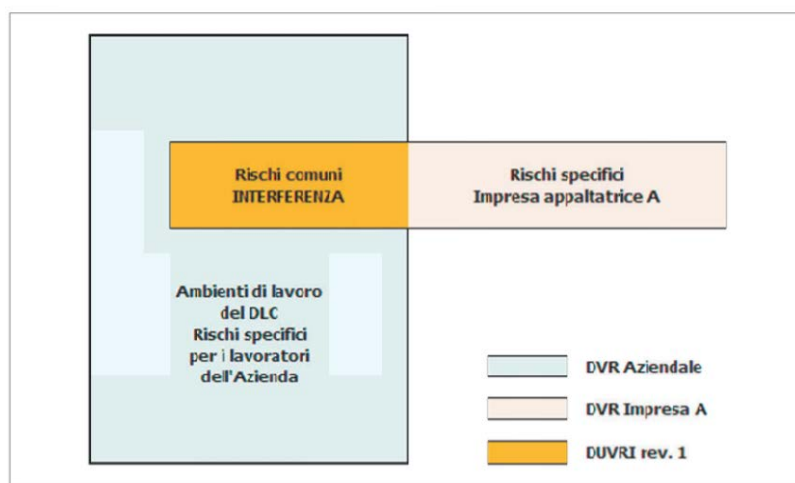 Rischi comuni
INTERFERENZA
Rischi specifici
Impresa appaltatrice A
Ambienti di lavoro
del DLC
Rischi specifici
per i lavoratori
dell'Azienda
DVR Aziendale
DVR Impresa A
DUVRI rev. 1